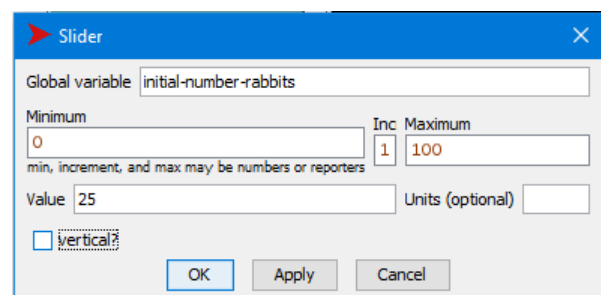 Slider
Global variable initial-number-rabbits
Minimum Inc Maximum
0 1 100
min, increment, and max may be numbers or reporters
Value 25 Units (optional)
vertical?
OK Apply Cancel